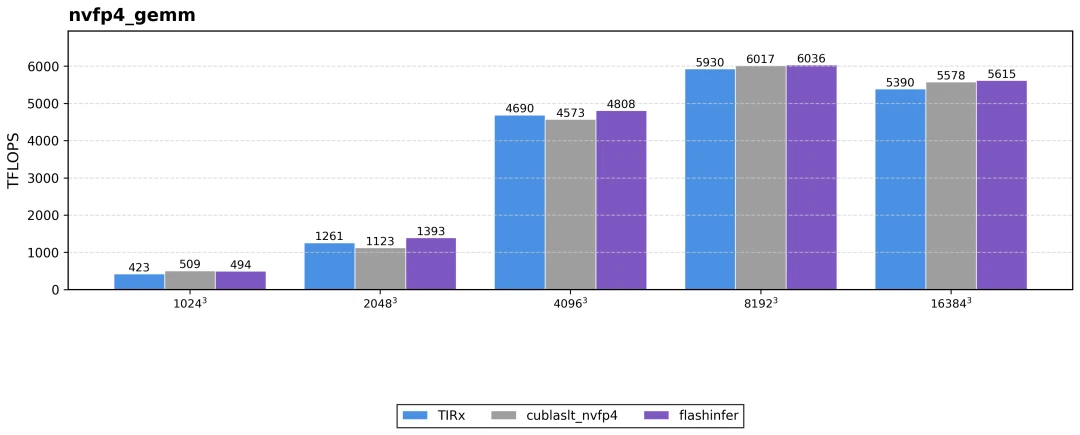 nvfp4_gemm
TFLOPS
6000
5000
4000
3000
2000
1000
0
423 509 494
1261 1123 1393
4690 4573 4808
5930 6017 6036
5390 5578 5615
1024³ 2048³ 4096³ 8192³ 16384³
TIRx cublaslt_nvfp4 flashinfer